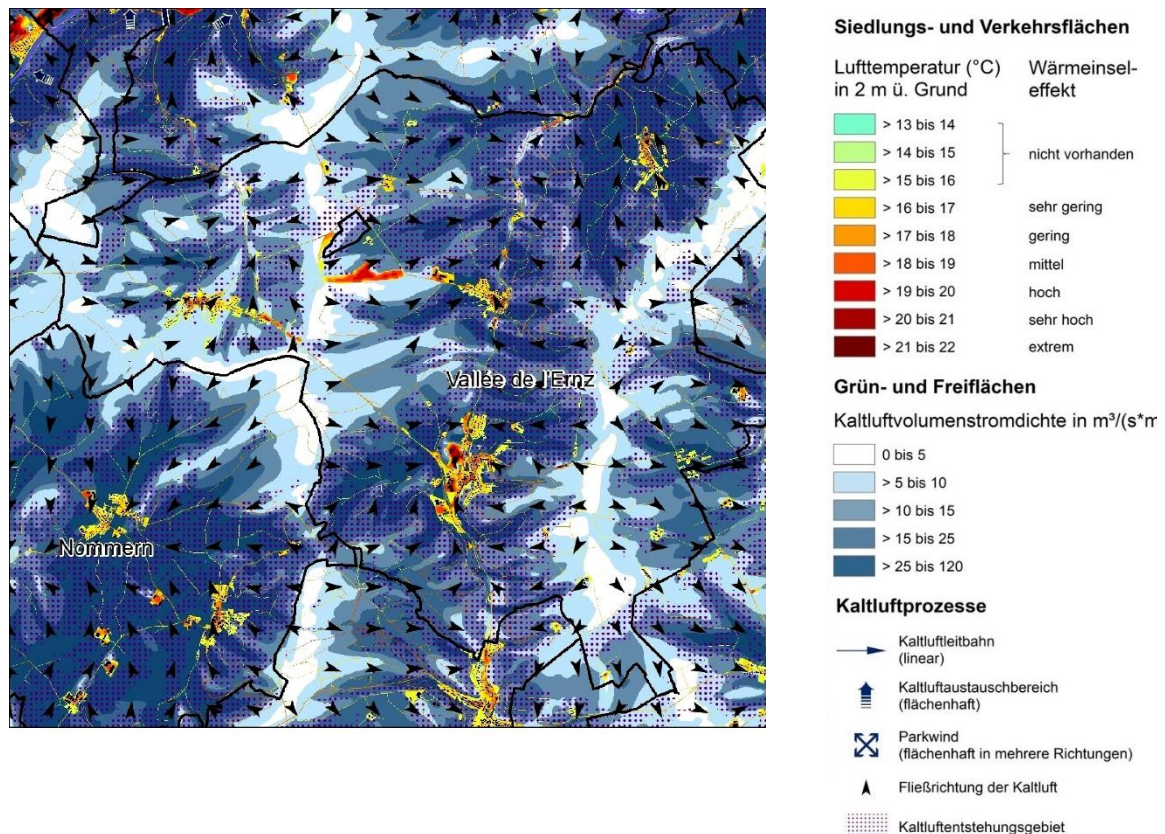 Vallée de l'Ernz
Nommern
Siedlungs- und Verkehrsflächen
Lufttemperatur (°C)
in 2 m ü. Grund
Wärmeinsel-
effekt
> 13 bis 14
> 14 bis 15
nicht vorhanden
> 15 bis 16
> 16 bis 17 sehr gering
> 17 bis 18 gering
> 18 bis 19 mittel
> 19 bis 20 hoch
> 20 bis 21 sehr hoch
> 21 bis 22 extrem
Grün- und Freiflächen
Kaltluftvolumenstromdichte in m³/(s*m
0 bis 5
> 5 bis 10
> 10 bis 15
> 15 bis 25
> 25 bis 120
Kaltluftprozesse
Kaltluftleitbahn
(linear)
Kaltluftaustauschbereich
(flächenhaft)
Parkwind
(flächenhaft in mehrere Richtungen)
Fließrichtung der Kaltluft
Kaltluftentstehungsgebiet